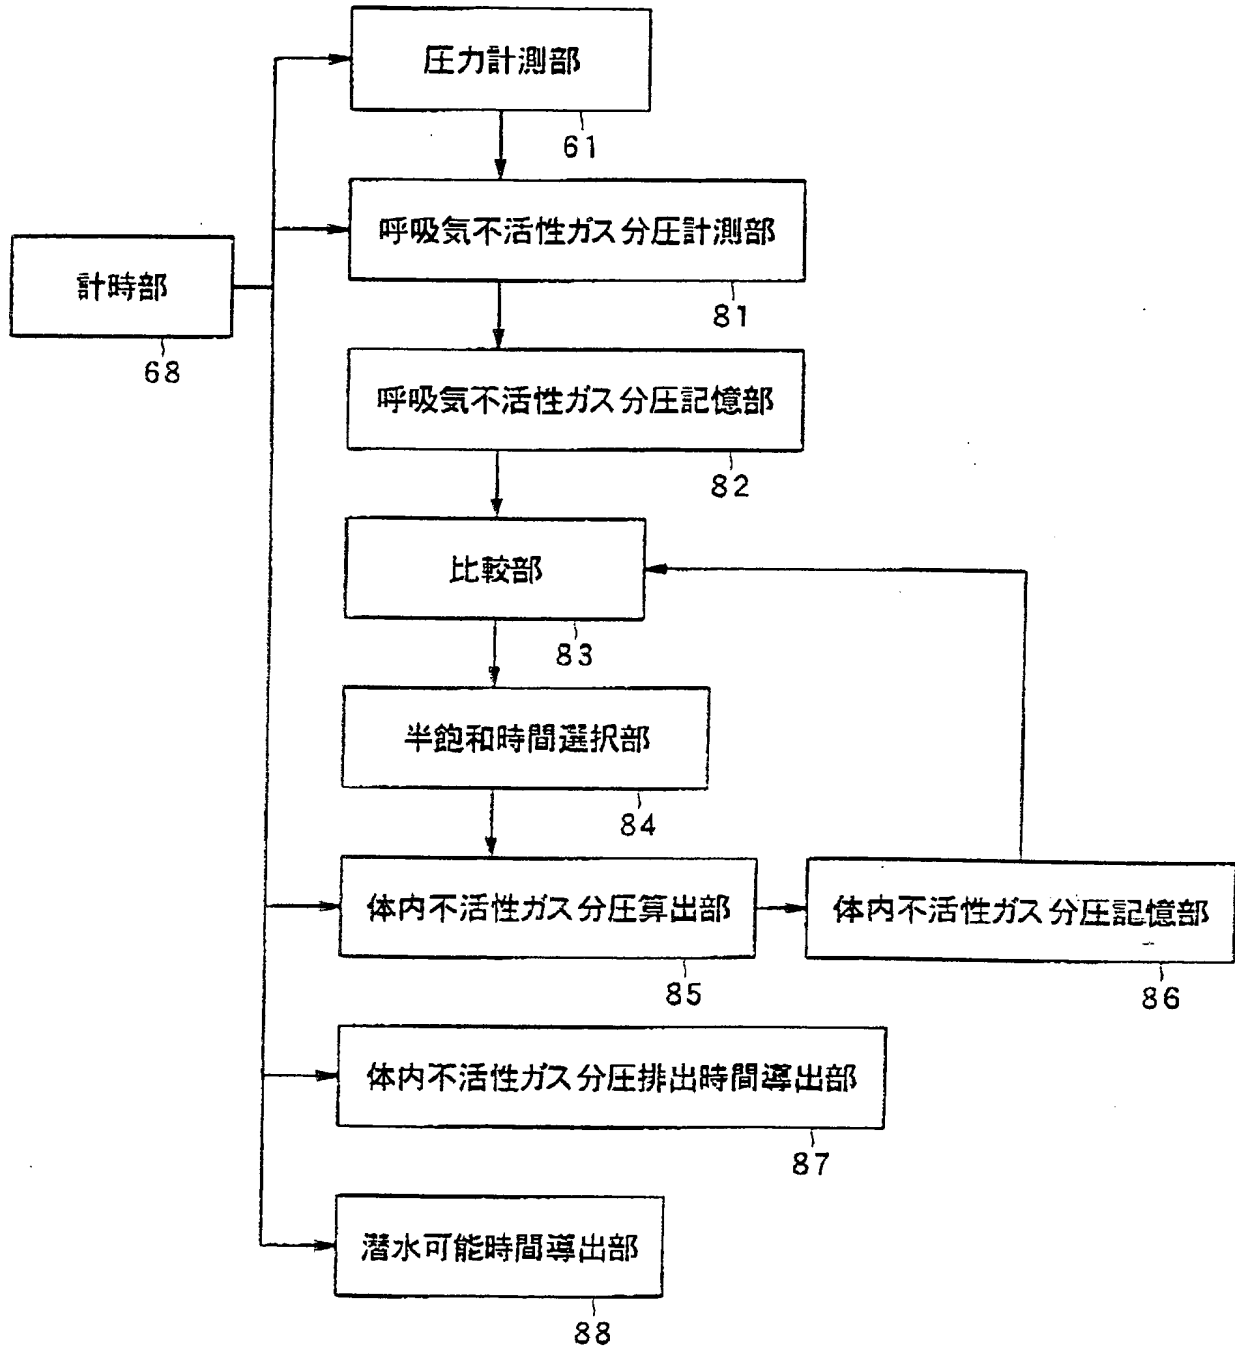 圧力計測部
61
呼吸気不活性ガス分圧計測部
81
計時部
68
呼吸気不活性ガス分圧記憶部
82
比較部
83
半飽和時間選択部
84
体内不活性ガス分圧算出部
85
体内不活性ガス分圧記憶部
86
体内不活性ガス分圧排出時間導出部
87
潜水可能時間導出部
88